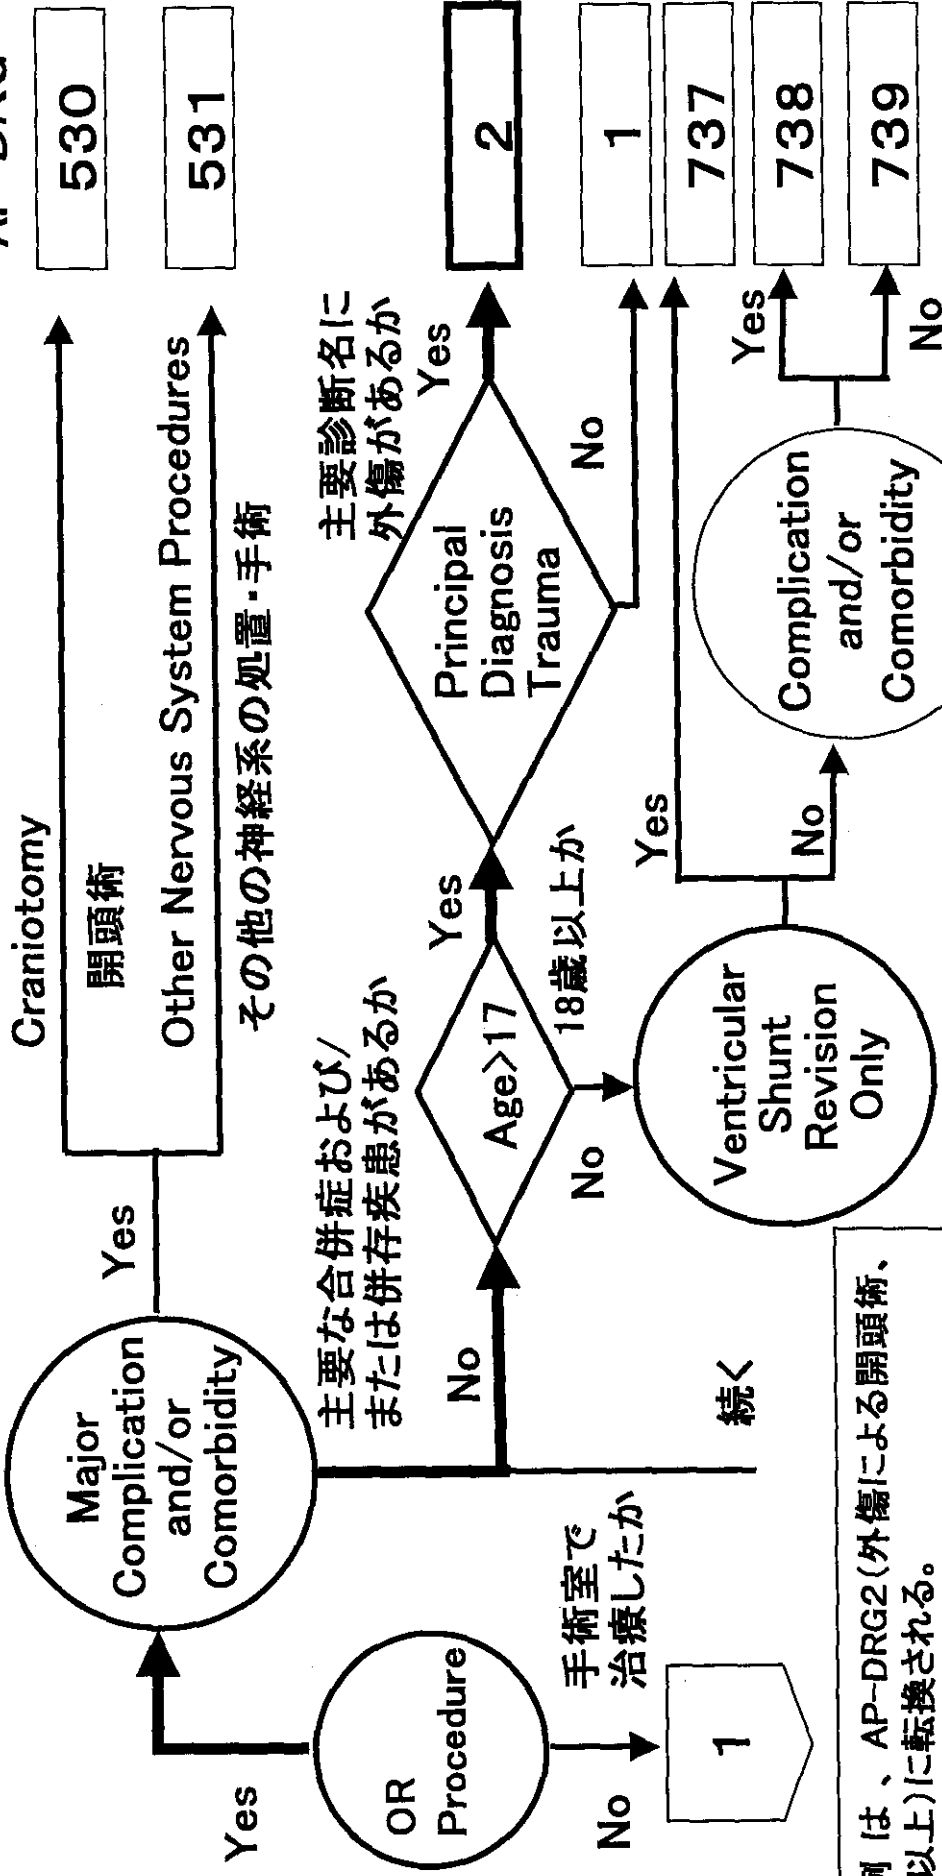 AP-DRG
530
531
2
1
737
738
739
Craniotomy
開頭術
Other Nervous System Procedures
その他の神経系の処置・手術
Yes
Major
Complication
and/or
Comorbidity
主要な合併症および/
または併存疾患があるか
No
Age>17
18歳以上か
Yes
No
Principal
Diagnosis
Trauma
主要診断名に
外傷があるか
Yes
No
Ventricular
Shunt
Revision
Only
Yes
No
Complication
and/or
Comorbidity
Yes
No
OR
Procedure
Yes
No
手術室で
治療したか
1
続く
は、AP-DRG2(外傷による開頭術、
以上)に転換される。